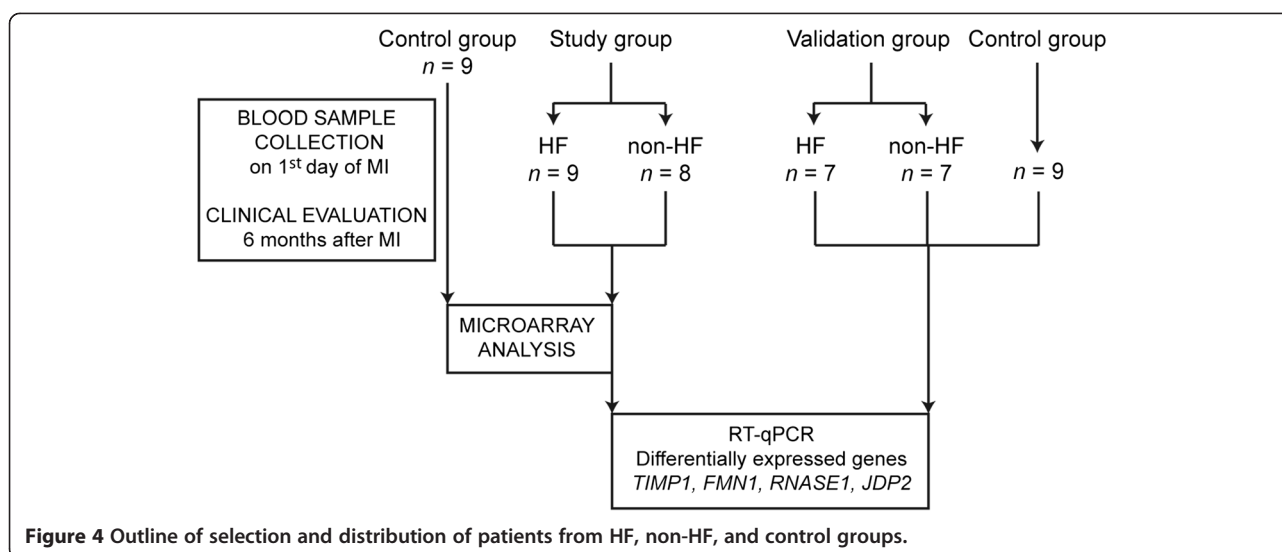 Control group
n = 9
Study group
Validation group
Control group
BLOOD SAMPLE
COLLECTION
on 1st day of MI
CLINICAL EVALUATION
6 months after MI
HF
n = 9
non-HF
n = 8
HF
n = 7
non-HF
n = 7
n = 9
MICROARRAY
ANALYSIS
RT-qPCR
Differentially expressed genes
TIMP1, FMN1, RNASE1, JDP2
Figure 4 Outline of selection and distribution of patients from HF, non-HF, and control groups.